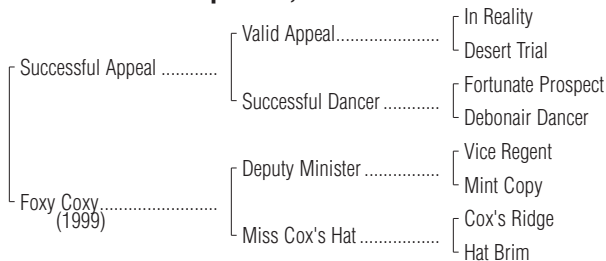 In Reality
Valid Appeal....................
Desert Trial
Successful Appeal ...........
Fortunate Prospect
Successful Dancer ...........
Debonair Dancer
Vice Regent
Deputy Minister ...............
Mint Copy
Foxy Coxy.......................
(1999)
Cox's Ridge
Miss Cox's Hat ................
Hat Brim